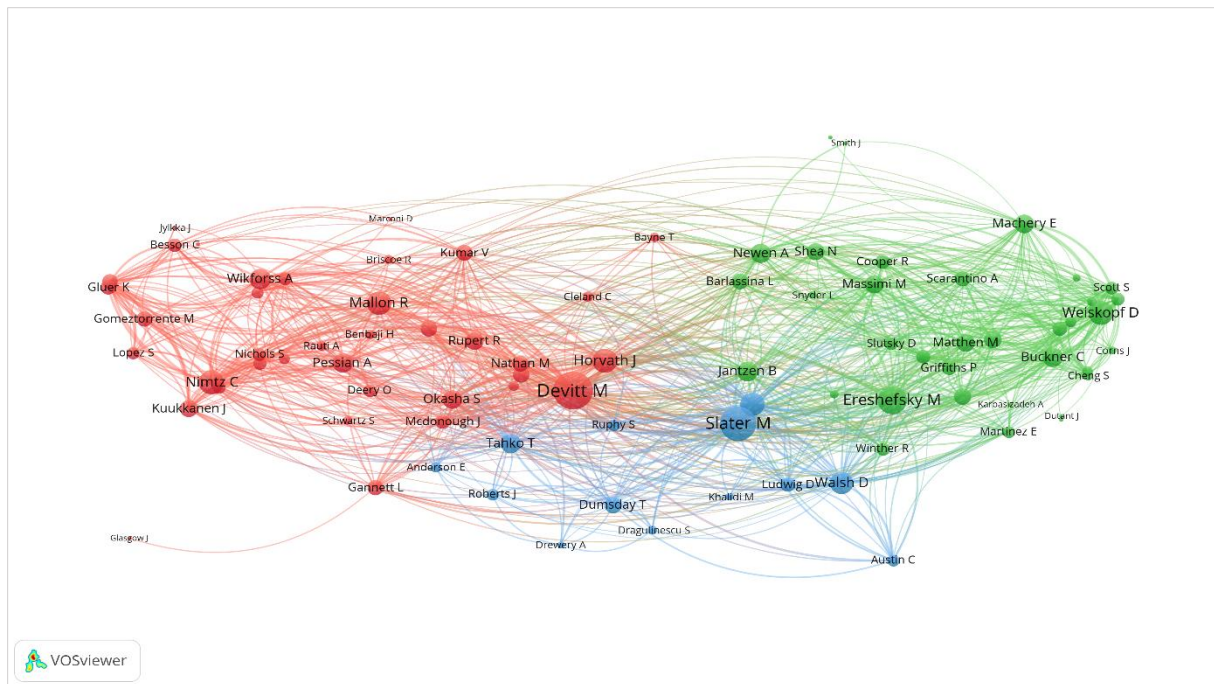 Smith J
Maronni D
Machery E
Jylkka J
Besson C
Bayne T
Briscoe R
Kumar V
Newen A
Shea N
Cooper R
Wikforss A
Barlassina L
Massimi M
Scarantino A
Gluer K
Scott S
Cleland C
Snyder L
Mallon R
Weiskopf D
Gomeztorrente M
Benbaji H
Rupert R
Rauti A
Slutsky D
Matthen M
Lopez S
Nichols S
Pessian A
Nathan M
Horvath J
Buckner C
Corns J
Griffiths P
Jantzen B
Cheng S
Nimtz C
Deery O
Devitt M
Okasha S
Ereshefsky M
Karbasizadeh A
Kuukkanen J
Schwartz S
Mcdonough J
Ruphy S
Slater M
Dutant J
Martinez E
Tahko T
Winther R
Anderson E
Gannett L
Roberts J
Khalidi M
Ludwig D
Walsh D
Dumsday T
Glasgow J
Dragulinescu S
Drewery A
Austin C
VOSviewer